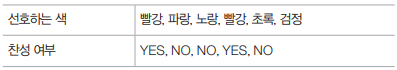 선호하는 색 빨강, 파랑, 노랑, 빨강, 초록, 검정
찬성 여부 YES, NO, NO, YES, NO